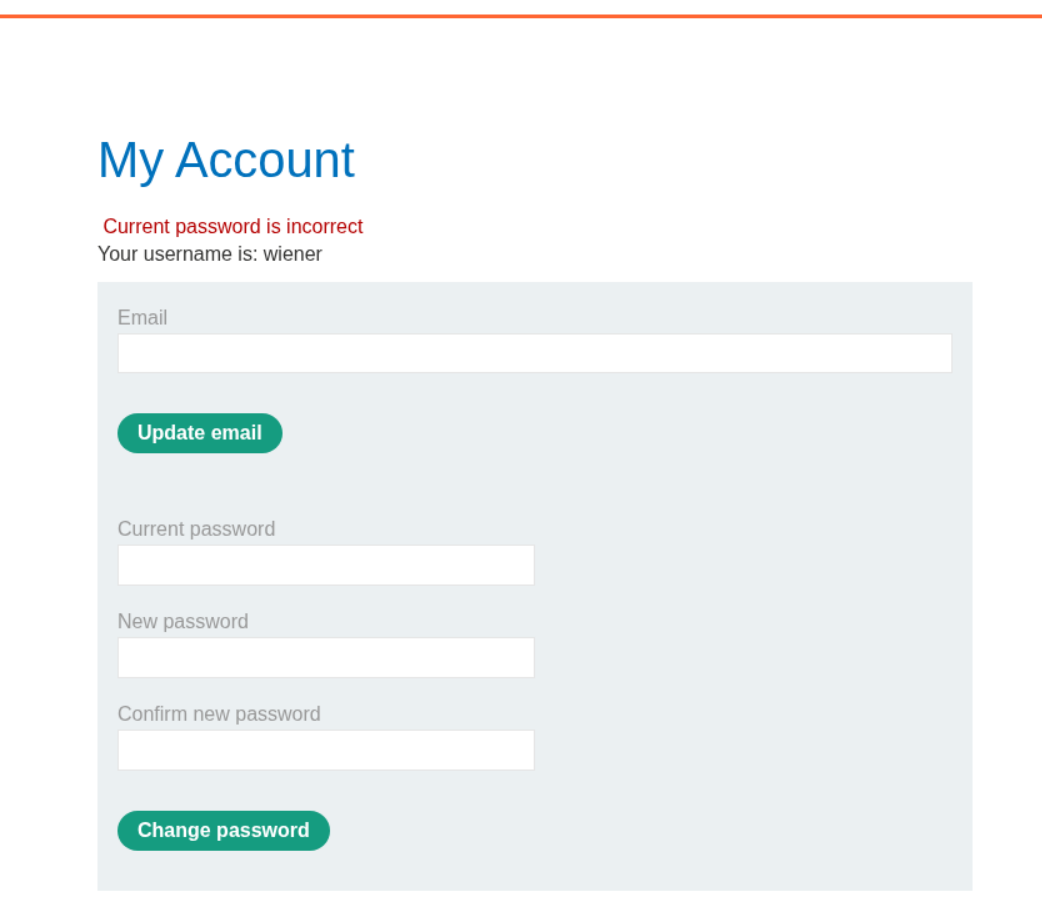 My Account
Current password is incorrect
Your username is: wiener
Email
Update email
Current password
New password
Confirm new password
Change password